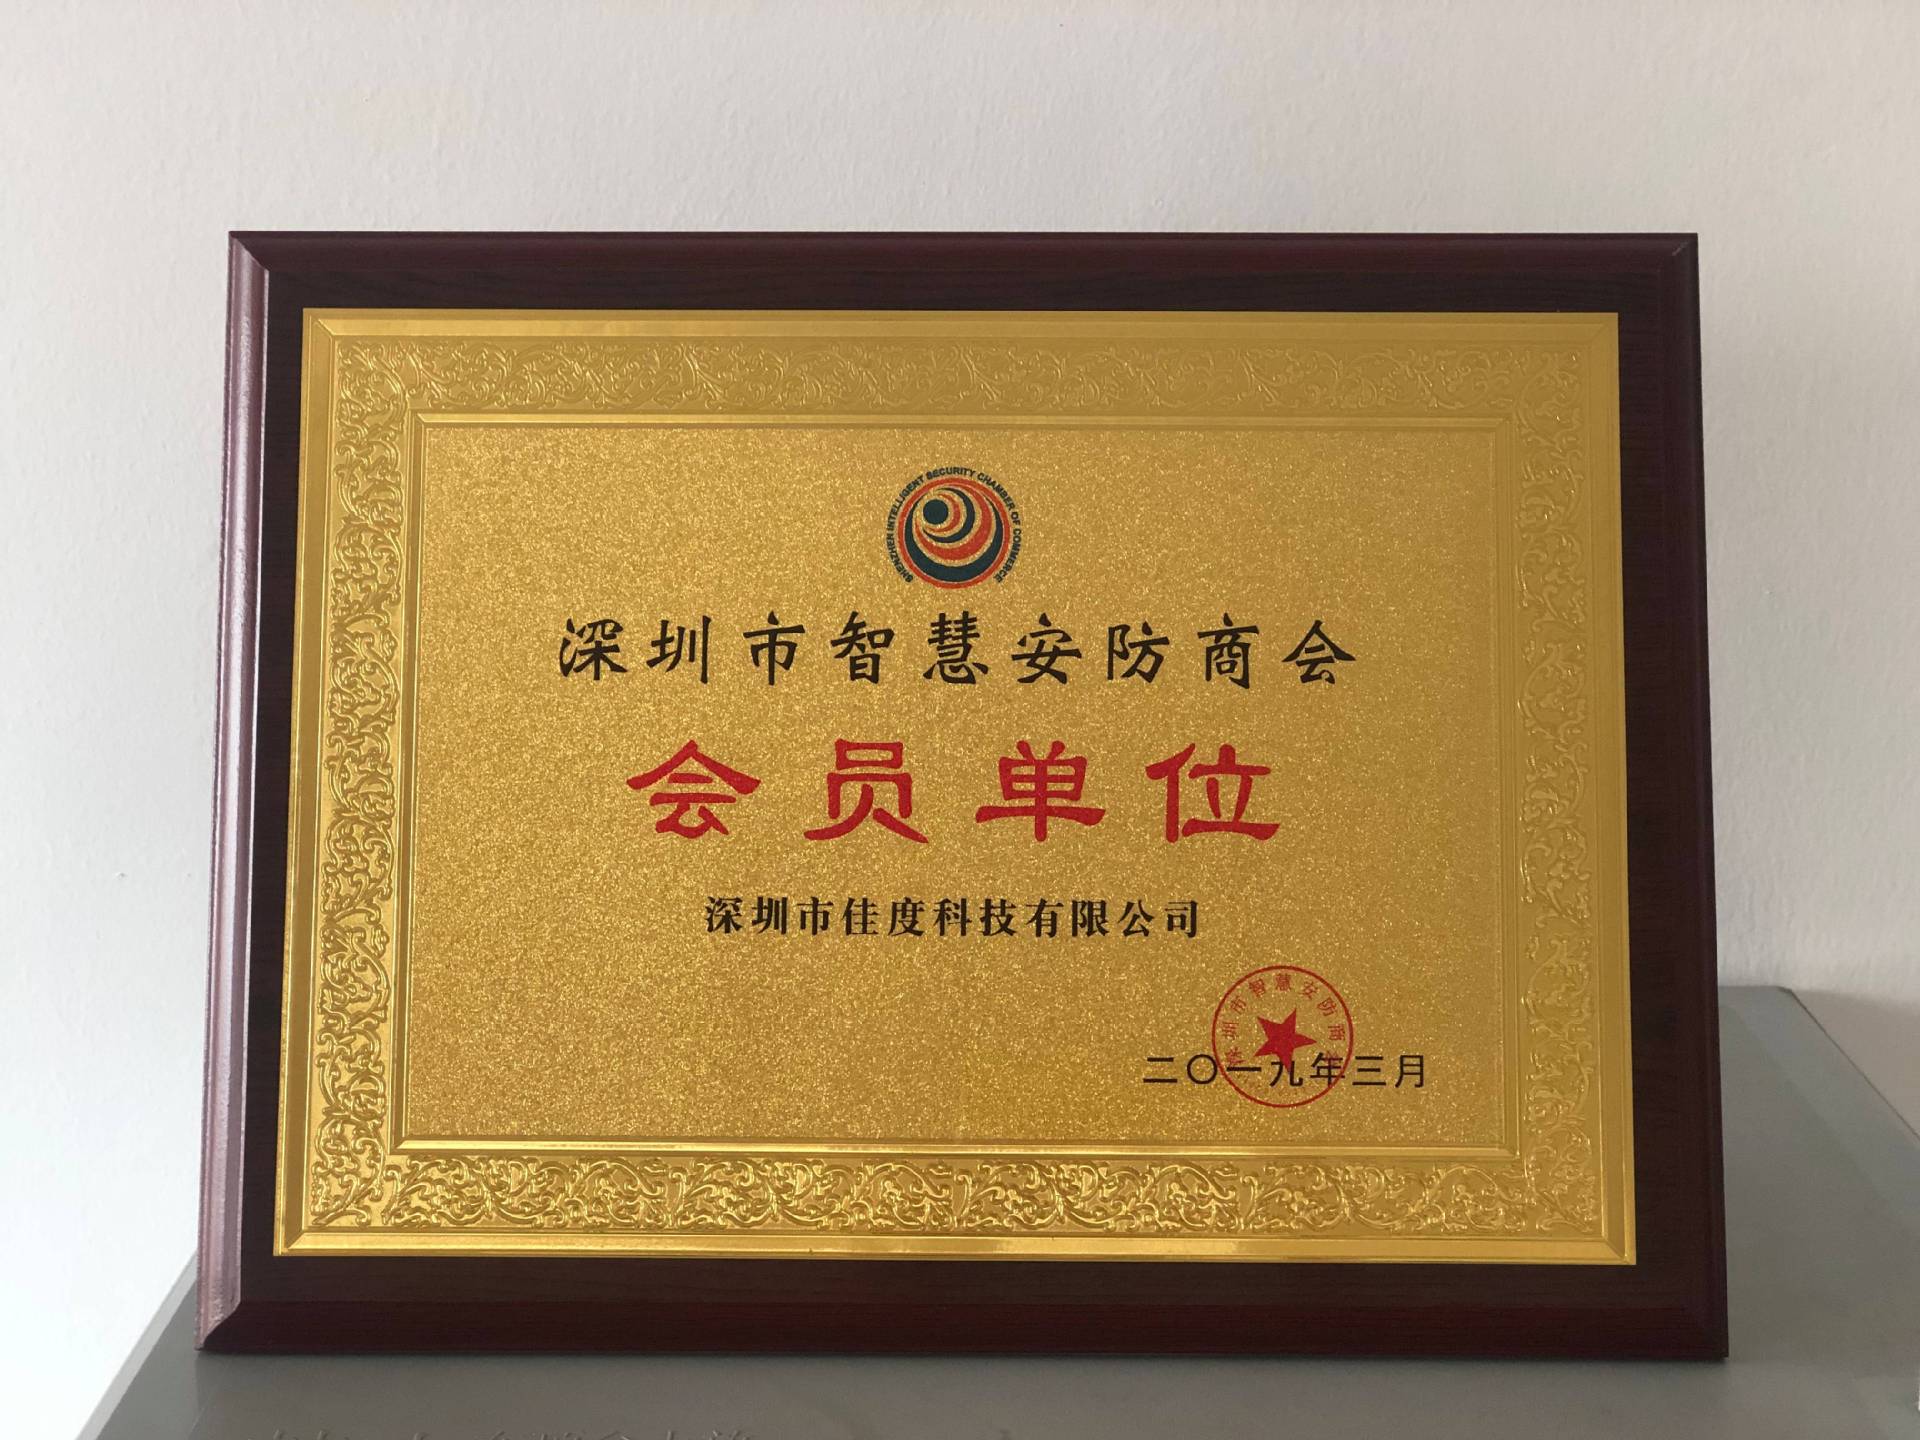 SHENZHEN INTELLIGENT SECURITY CHAMBER OF COMMERCE
深圳市智慧安防商会
会员单位
深圳市佳度科技有限公司
深圳市智慧安防商会
二〇一九年三月